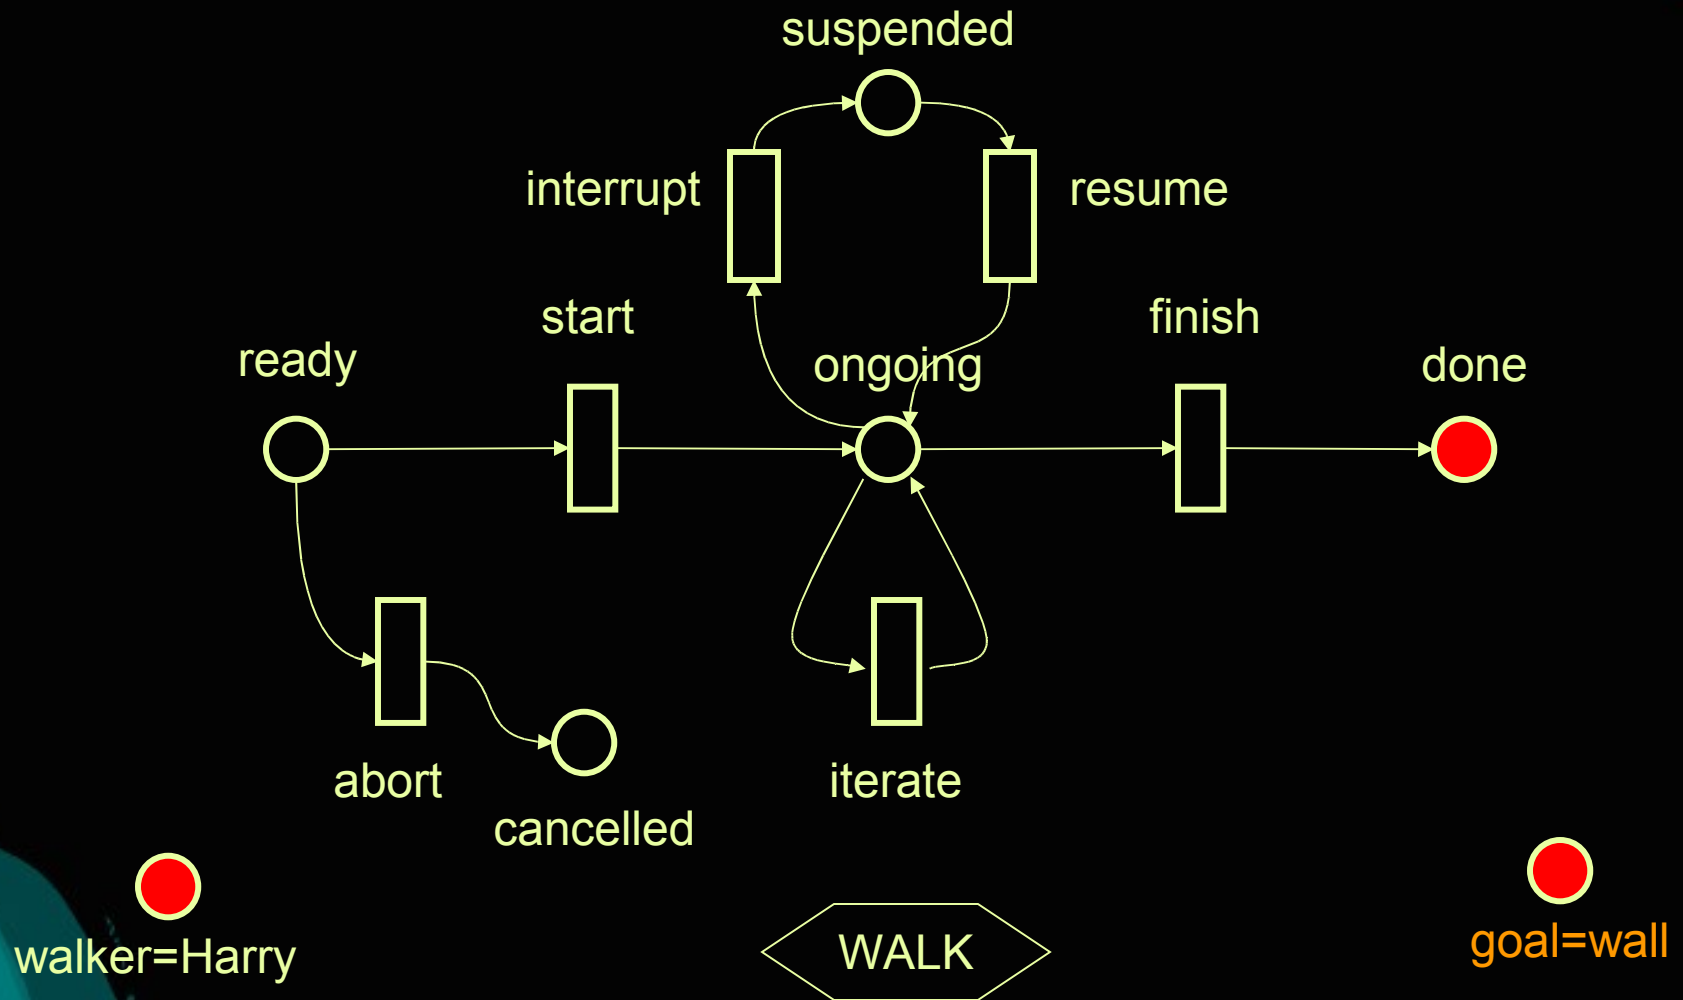 suspended
interrupt
resume
start
finish
ready
ongoing
done
abort
iterate
cancelled
walker=Harry
WALK
goal=wall